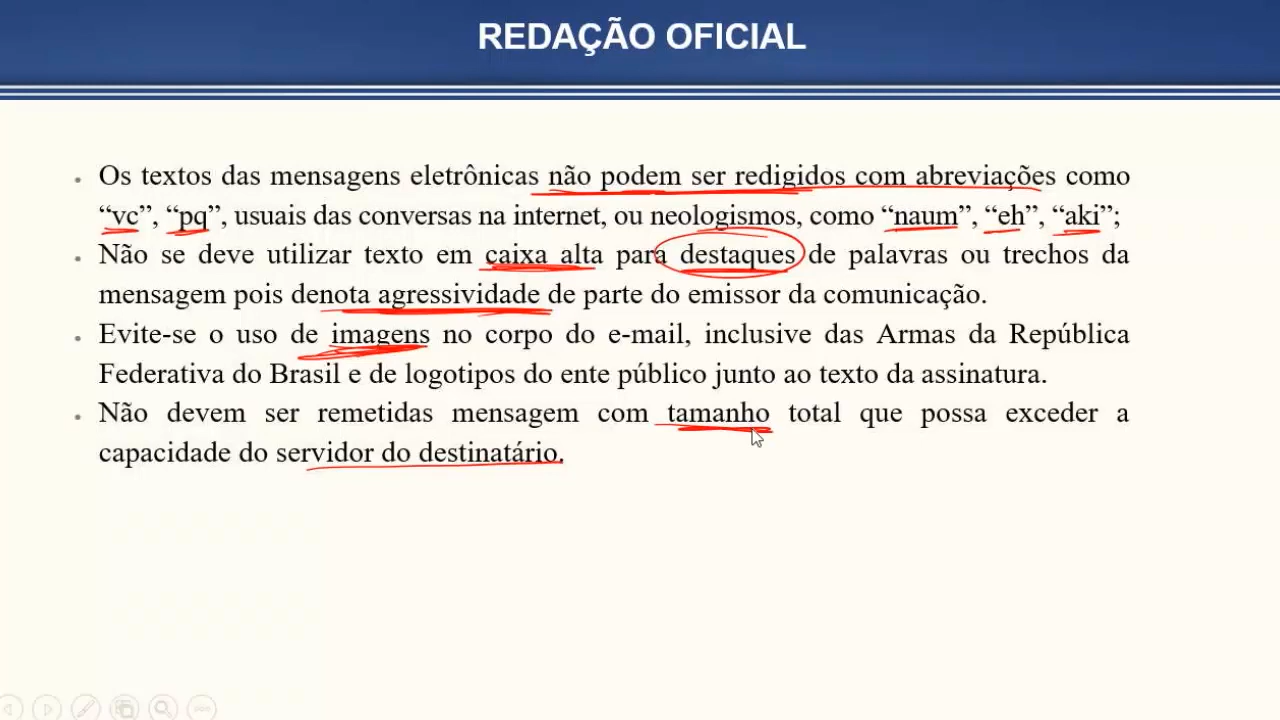 REDAÇÃO OFICIAL
• Os textos das mensagens eletrônicas não podem ser redigidos com abreviações como
“vc”, “pq”, usuais das conversas na internet, ou neologismos, como “naum”, “eh”, “aki”;
• Não se deve utilizar texto em caixa alta para destaques de palavras ou trechos da
mensagem pois denota agressividade de parte do emissor da comunicação.
• Evite-se o uso de imagens no corpo do e-mail, inclusive das Armas da República
Federativa do Brasil e de logotipos do ente público junto ao texto da assinatura.
• Não devem ser remetidas mensagem com tamanho total que possa exceder a
capacidade do servidor do destinatário.